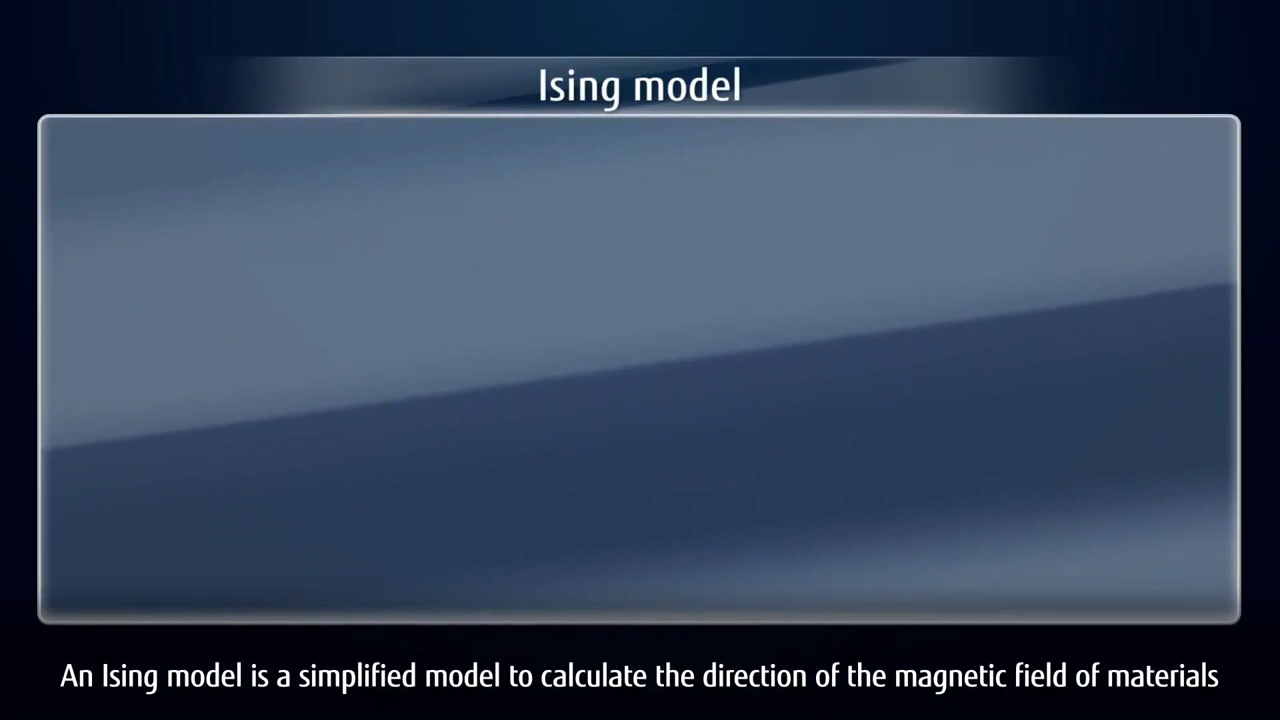 Ising model
An Ising model is a simplified model to calculate the direction of the magnetic field of materials